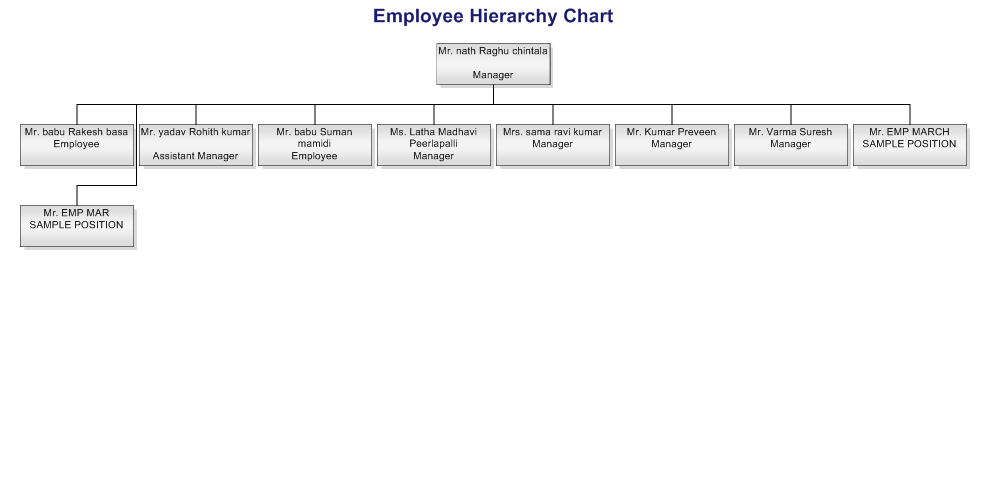 Employee Hierarchy Chart
Mr. nath Raghu chintala
Manager
Mr. babu Rakesh basa
Employee
Mr. yadav Rohith kumar
Assistant Manager
Mr. babu Suman
mamidi
Employee
Ms. Latha Madhavi
Peerlapalli
Manager
Mrs. sama ravi kumar
Manager
Mr. Kumar Preveen
Manager
Mr. Varma Suresh
Manager
Mr. EMP MARCH
SAMPLE POSITION
Mr. EMP MAR
SAMPLE POSITION